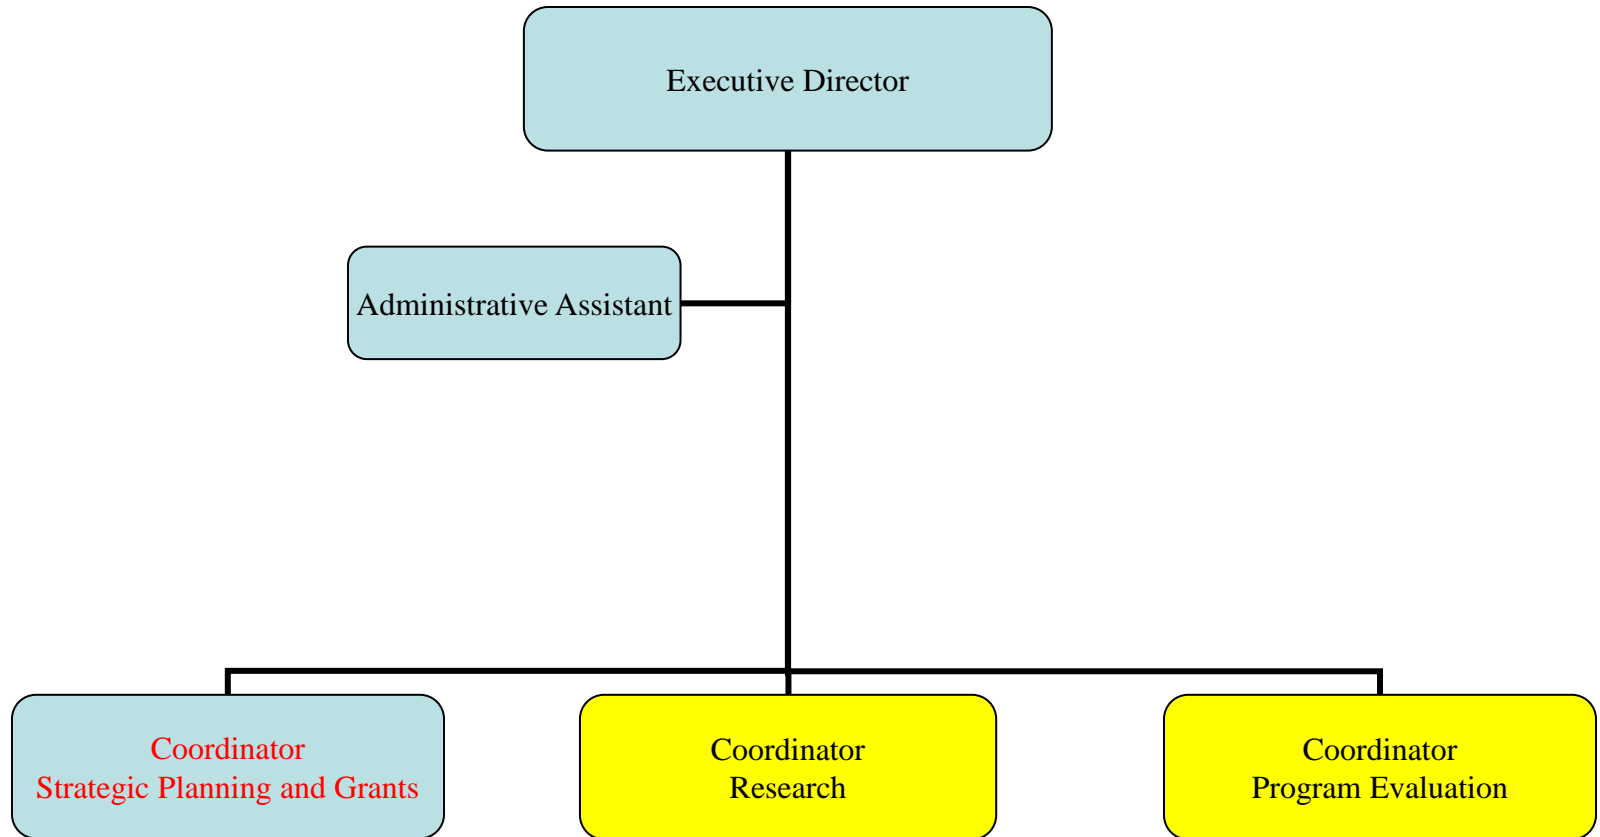 Executive Director
Administrative Assistant
Coordinator
Strategic Planning and Grants
Coordinator
Research
Coordinator
Program Evaluation